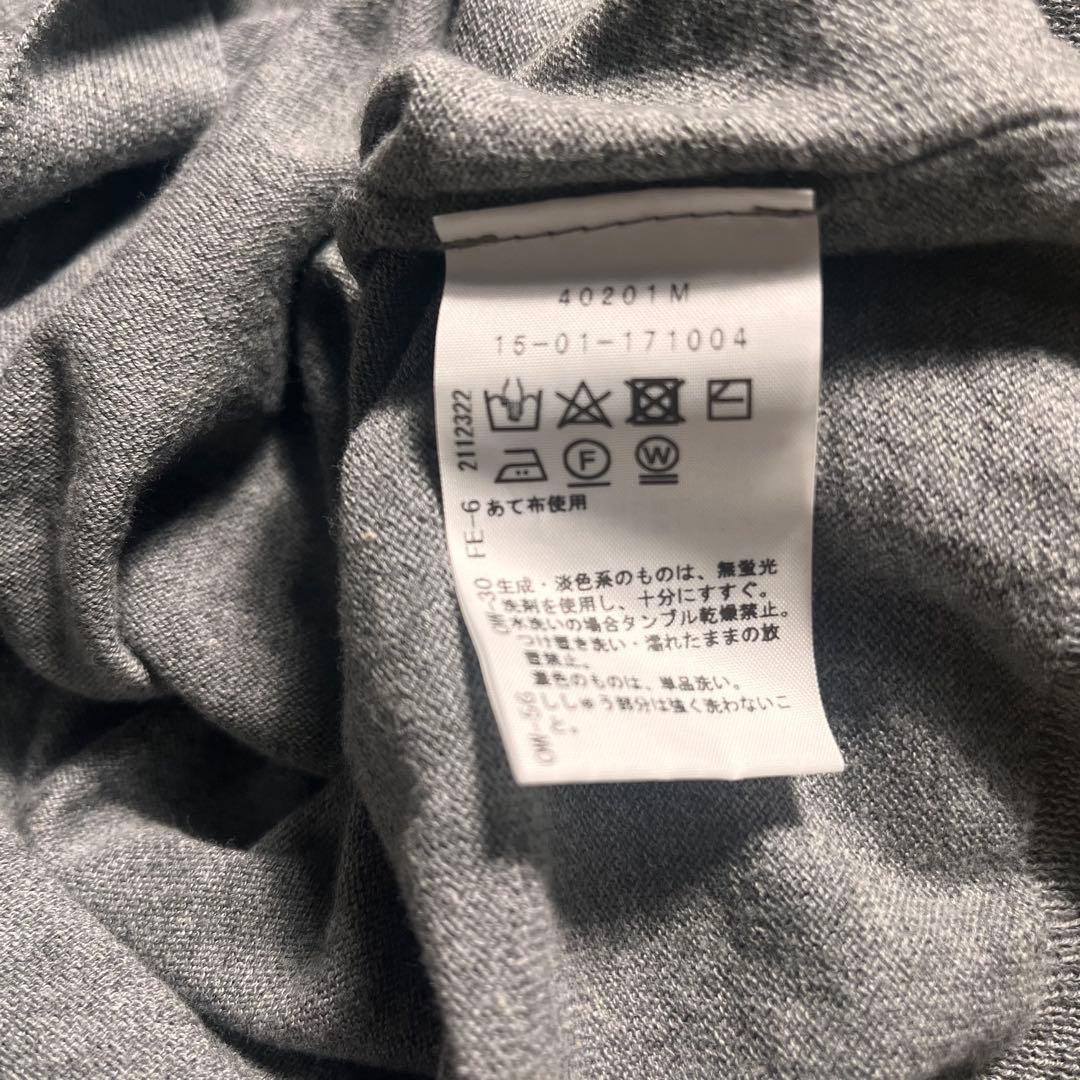 40201M
15-01-171004
F W
あて布使用
生成・淡色系のものは、無蛍光
洗剤を使用し、十分にすすぐ。
水洗いの場合タンブル乾燥禁止。
つけ置き洗い・濡れたままの放
置禁止。
濃色のものは、単品洗い。
ししゅう部分は強く洗わないこ
と。
FE-6 2112322
OW-56